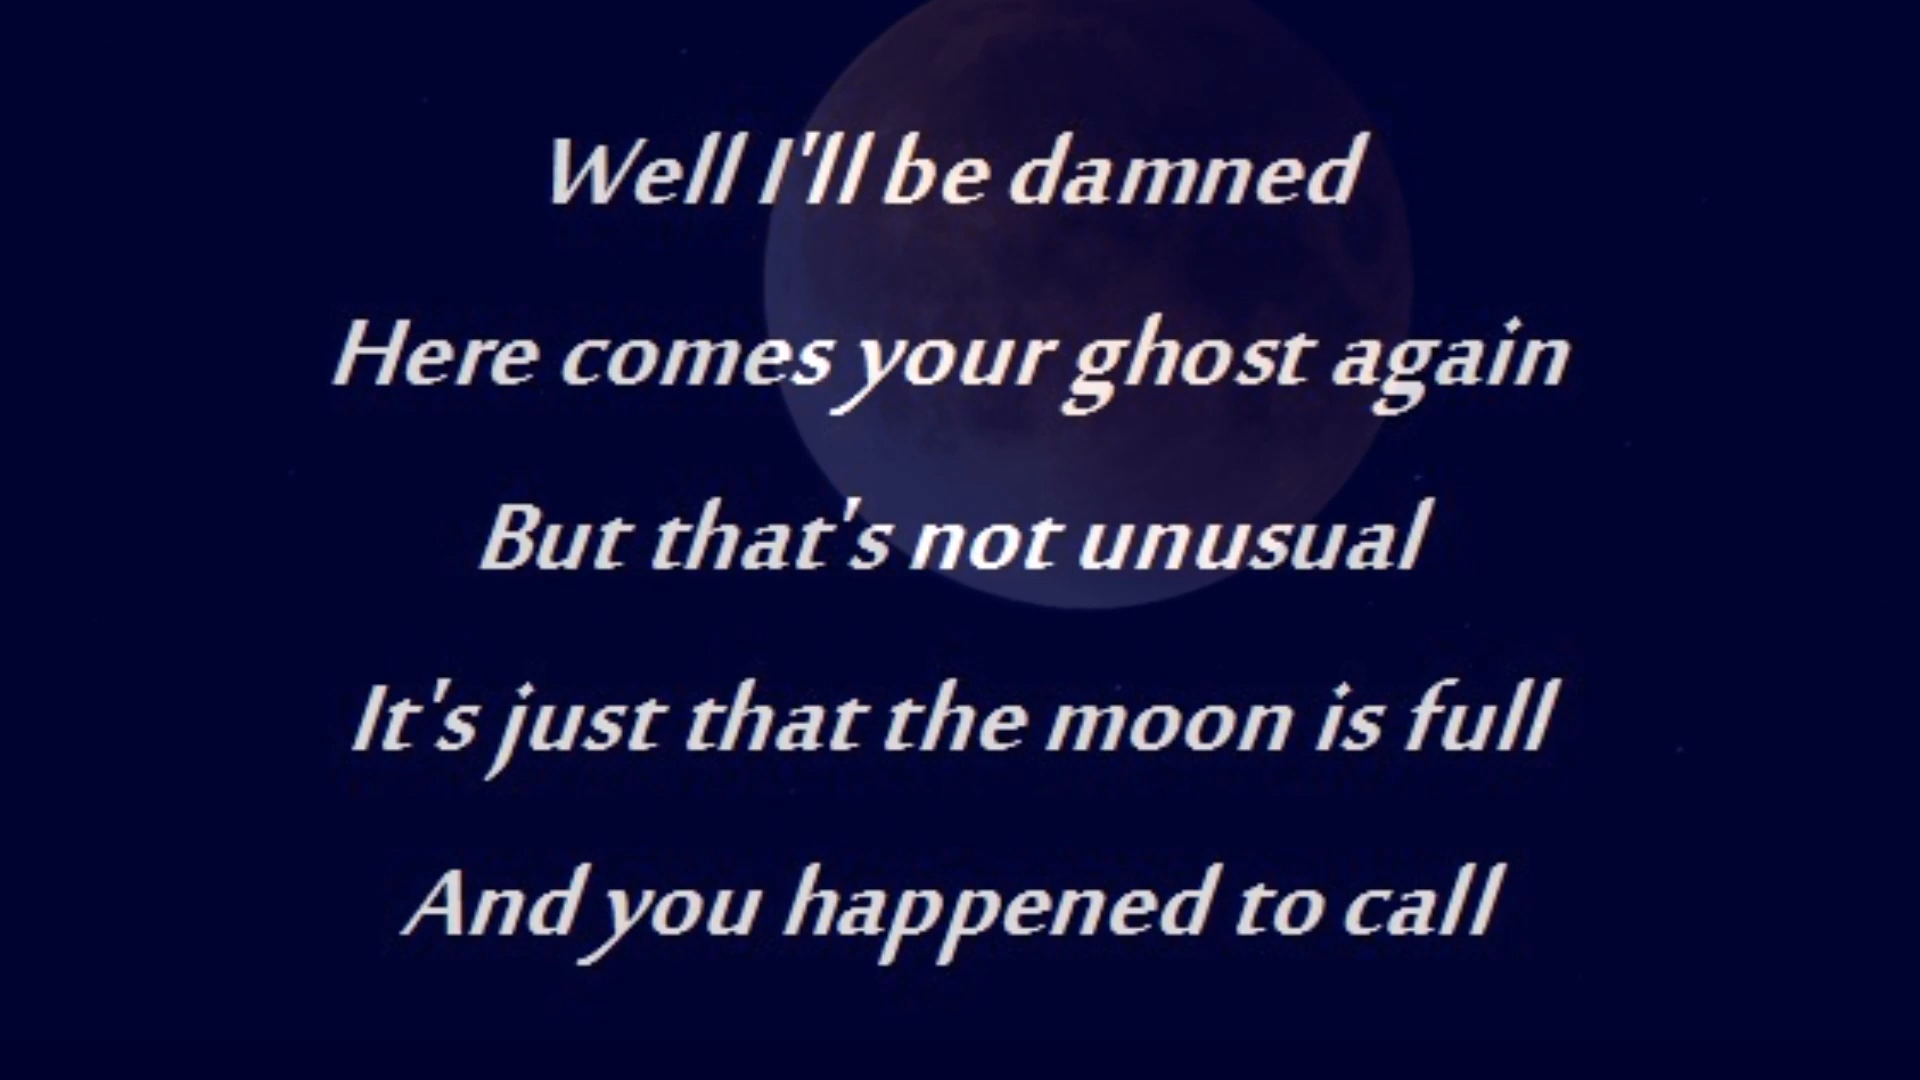 Well I'll be damned
Here comes your ghost again
But that's not unusual
It's just that the moon is full
And you happened to call